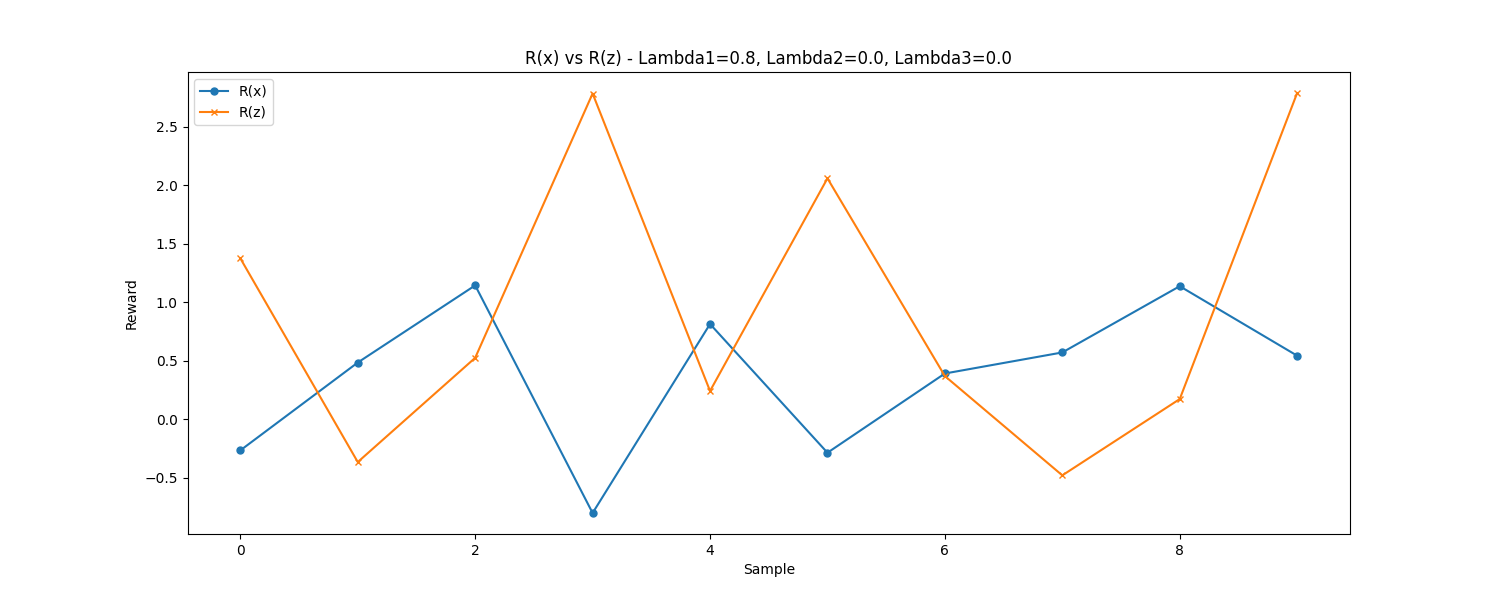 R(x) vs R(z) - Lambda1=0.8, Lambda2=0.0, Lambda3=0.0
R(x)
R(z)
2.5
2.0
1.5
1.0
0.5
0.0
−0.5
Reward
0 2 4 6 8
Sample